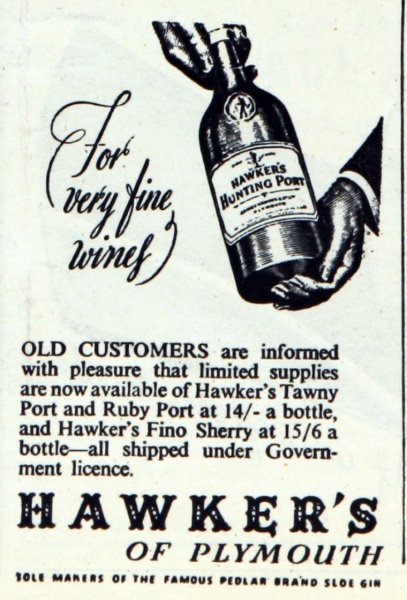 For
very fine
wines
HAWKER'S
HUNTING PORT
PLYMOUTH
OLD CUSTOMERS are informed
with pleasure that limited supplies
are now available of Hawker's Tawny
Port and Ruby Port at 14/- a bottle,
and Hawker's Fino Sherry at 15/6 a
bottle—all shipped under Govern-
ment licence.
HAWKER'S
OF PLYMOUTH
SOLE MAKERS OF THE FAMOUS PEDLAR BRAND SLOE GIN